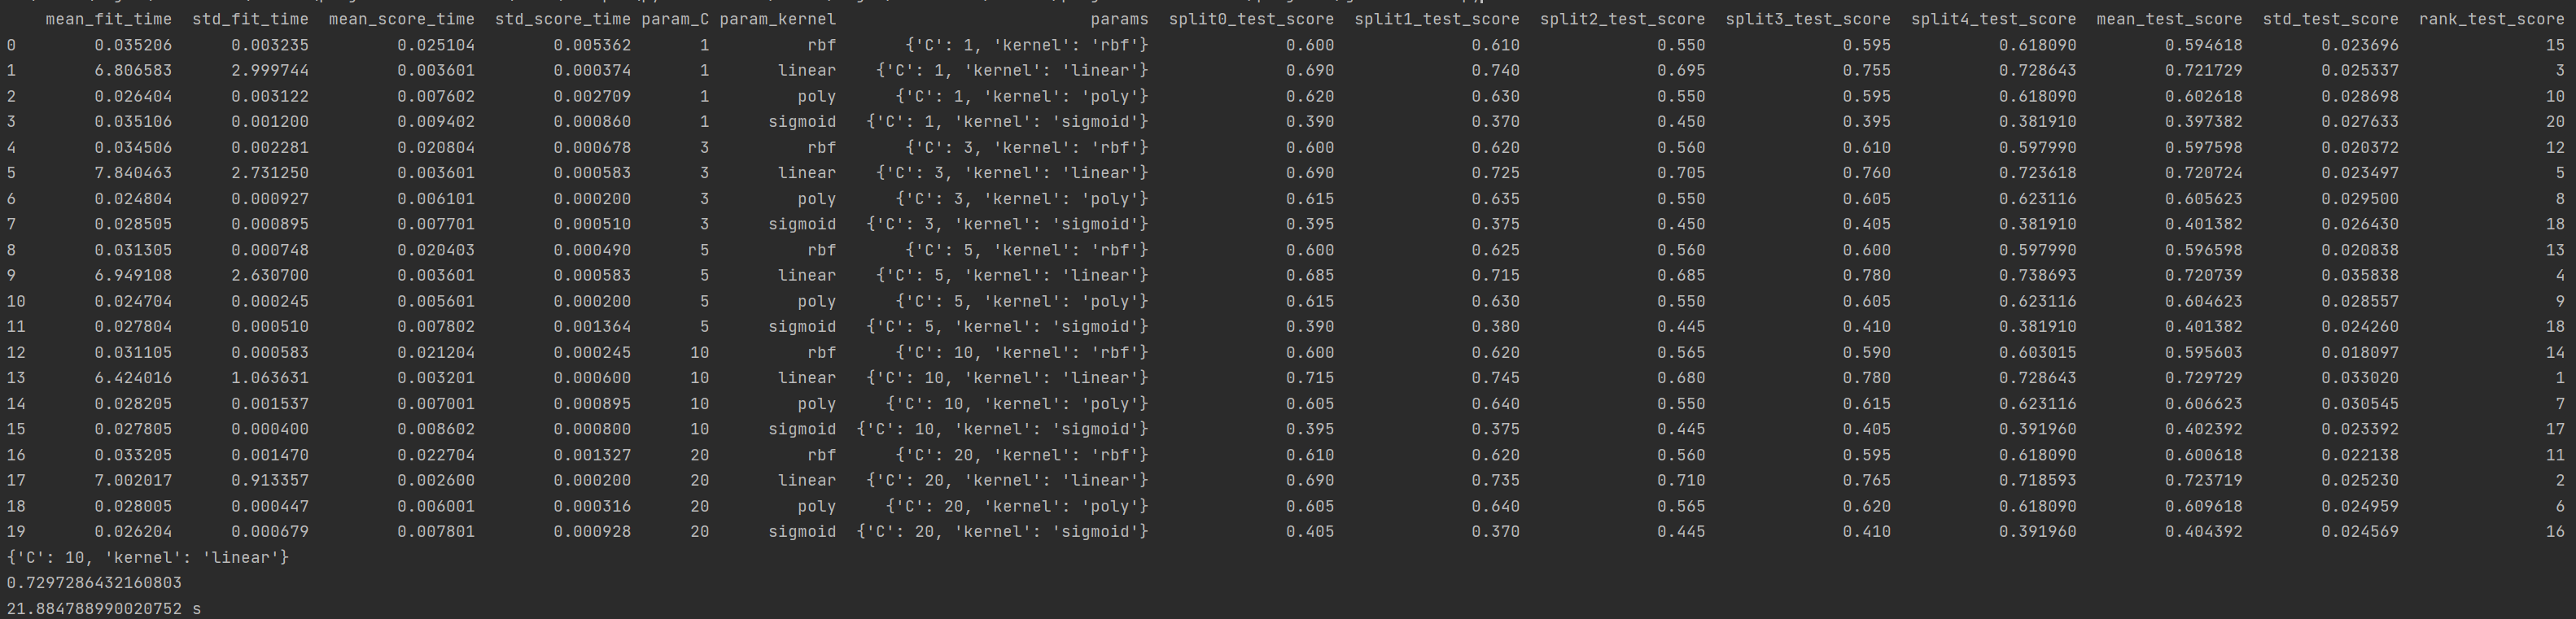 mean_fit_time std_fit_time mean_score_time std_score_time param_C param_kernel params split0_test_score split1_test_score split2_test_score split3_test_score split4_test_score mean_test_score std_test_score rank_test_score
0 0.035206 0.003235 0.025104 0.005362 1 rbf {'C': 1, 'kernel': 'rbf'} 0.600 0.610 0.550 0.595 0.618090 0.594618 0.023696 15
1 6.806583 2.999744 0.003601 0.000374 1 linear {'C': 1, 'kernel': 'linear'} 0.690 0.740 0.695 0.755 0.728643 0.721729 0.025337 3
2 0.026404 0.003122 0.007602 0.002709 1 poly {'C': 1, 'kernel': 'poly'} 0.620 0.630 0.550 0.595 0.618090 0.602618 0.028698 10
3 0.035106 0.001200 0.009402 0.000860 1 sigmoid {'C': 1, 'kernel': 'sigmoid'} 0.390 0.370 0.450 0.395 0.381910 0.397382 0.027633 20
4 0.034506 0.002281 0.020804 0.000678 3 rbf {'C': 3, 'kernel': 'rbf'} 0.600 0.620 0.560 0.610 0.597990 0.597598 0.020372 12
5 7.840463 2.731250 0.003601 0.000583 3 linear {'C': 3, 'kernel': 'linear'} 0.690 0.725 0.705 0.760 0.723618 0.720724 0.023497 5
6 0.024804 0.000927 0.006101 0.000200 3 poly {'C': 3, 'kernel': 'poly'} 0.615 0.635 0.550 0.605 0.623116 0.605623 0.029500 8
7 0.028505 0.000895 0.007701 0.000510 3 sigmoid {'C': 3, 'kernel': 'sigmoid'} 0.395 0.375 0.450 0.405 0.381910 0.401382 0.026430 18
8 0.031305 0.000748 0.020403 0.000490 5 rbf {'C': 5, 'kernel': 'rbf'} 0.600 0.625 0.560 0.600 0.597990 0.596598 0.020838 13
9 6.949108 2.630700 0.003601 0.000583 5 linear {'C': 5, 'kernel': 'linear'} 0.685 0.715 0.685 0.780 0.738693 0.720739 0.035838 4
10 0.024704 0.000245 0.005601 0.000200 5 poly {'C': 5, 'kernel': 'poly'} 0.615 0.630 0.550 0.605 0.623116 0.604623 0.028557 9
11 0.027804 0.000510 0.007802 0.001364 5 sigmoid {'C': 5, 'kernel': 'sigmoid'} 0.390 0.380 0.445 0.410 0.381910 0.401382 0.024260 18
12 0.031105 0.000583 0.021204 0.000245 10 rbf {'C': 10, 'kernel': 'rbf'} 0.600 0.620 0.565 0.590 0.603015 0.595603 0.018097 14
13 6.424016 1.063631 0.003201 0.000600 10 linear {'C': 10, 'kernel': 'linear'} 0.715 0.745 0.680 0.780 0.728643 0.729729 0.033020 1
14 0.028205 0.001537 0.007001 0.000895 10 poly {'C': 10, 'kernel': 'poly'} 0.605 0.640 0.550 0.615 0.623116 0.606623 0.030545 7
15 0.027805 0.000400 0.008602 0.000800 10 sigmoid {'C': 10, 'kernel': 'sigmoid'} 0.395 0.375 0.445 0.405 0.391960 0.402392 0.023392 17
16 0.033205 0.001470 0.022704 0.001327 20 rbf {'C': 20, 'kernel': 'rbf'} 0.610 0.620 0.560 0.595 0.618090 0.600618 0.022138 11
17 7.002017 0.913357 0.002600 0.000200 20 linear {'C': 20, 'kernel': 'linear'} 0.690 0.735 0.710 0.765 0.718593 0.723719 0.025230 2
18 0.028005 0.000447 0.006001 0.000316 20 poly {'C': 20, 'kernel': 'poly'} 0.605 0.640 0.565 0.620 0.618090 0.609618 0.024959 6
19 0.026204 0.000679 0.007801 0.000928 20 sigmoid {'C': 20, 'kernel': 'sigmoid'} 0.405 0.370 0.445 0.410 0.391960 0.404392 0.024569 16
{'C': 10, 'kernel': 'linear'}
0.7297286432160803
21.884788990020752 s